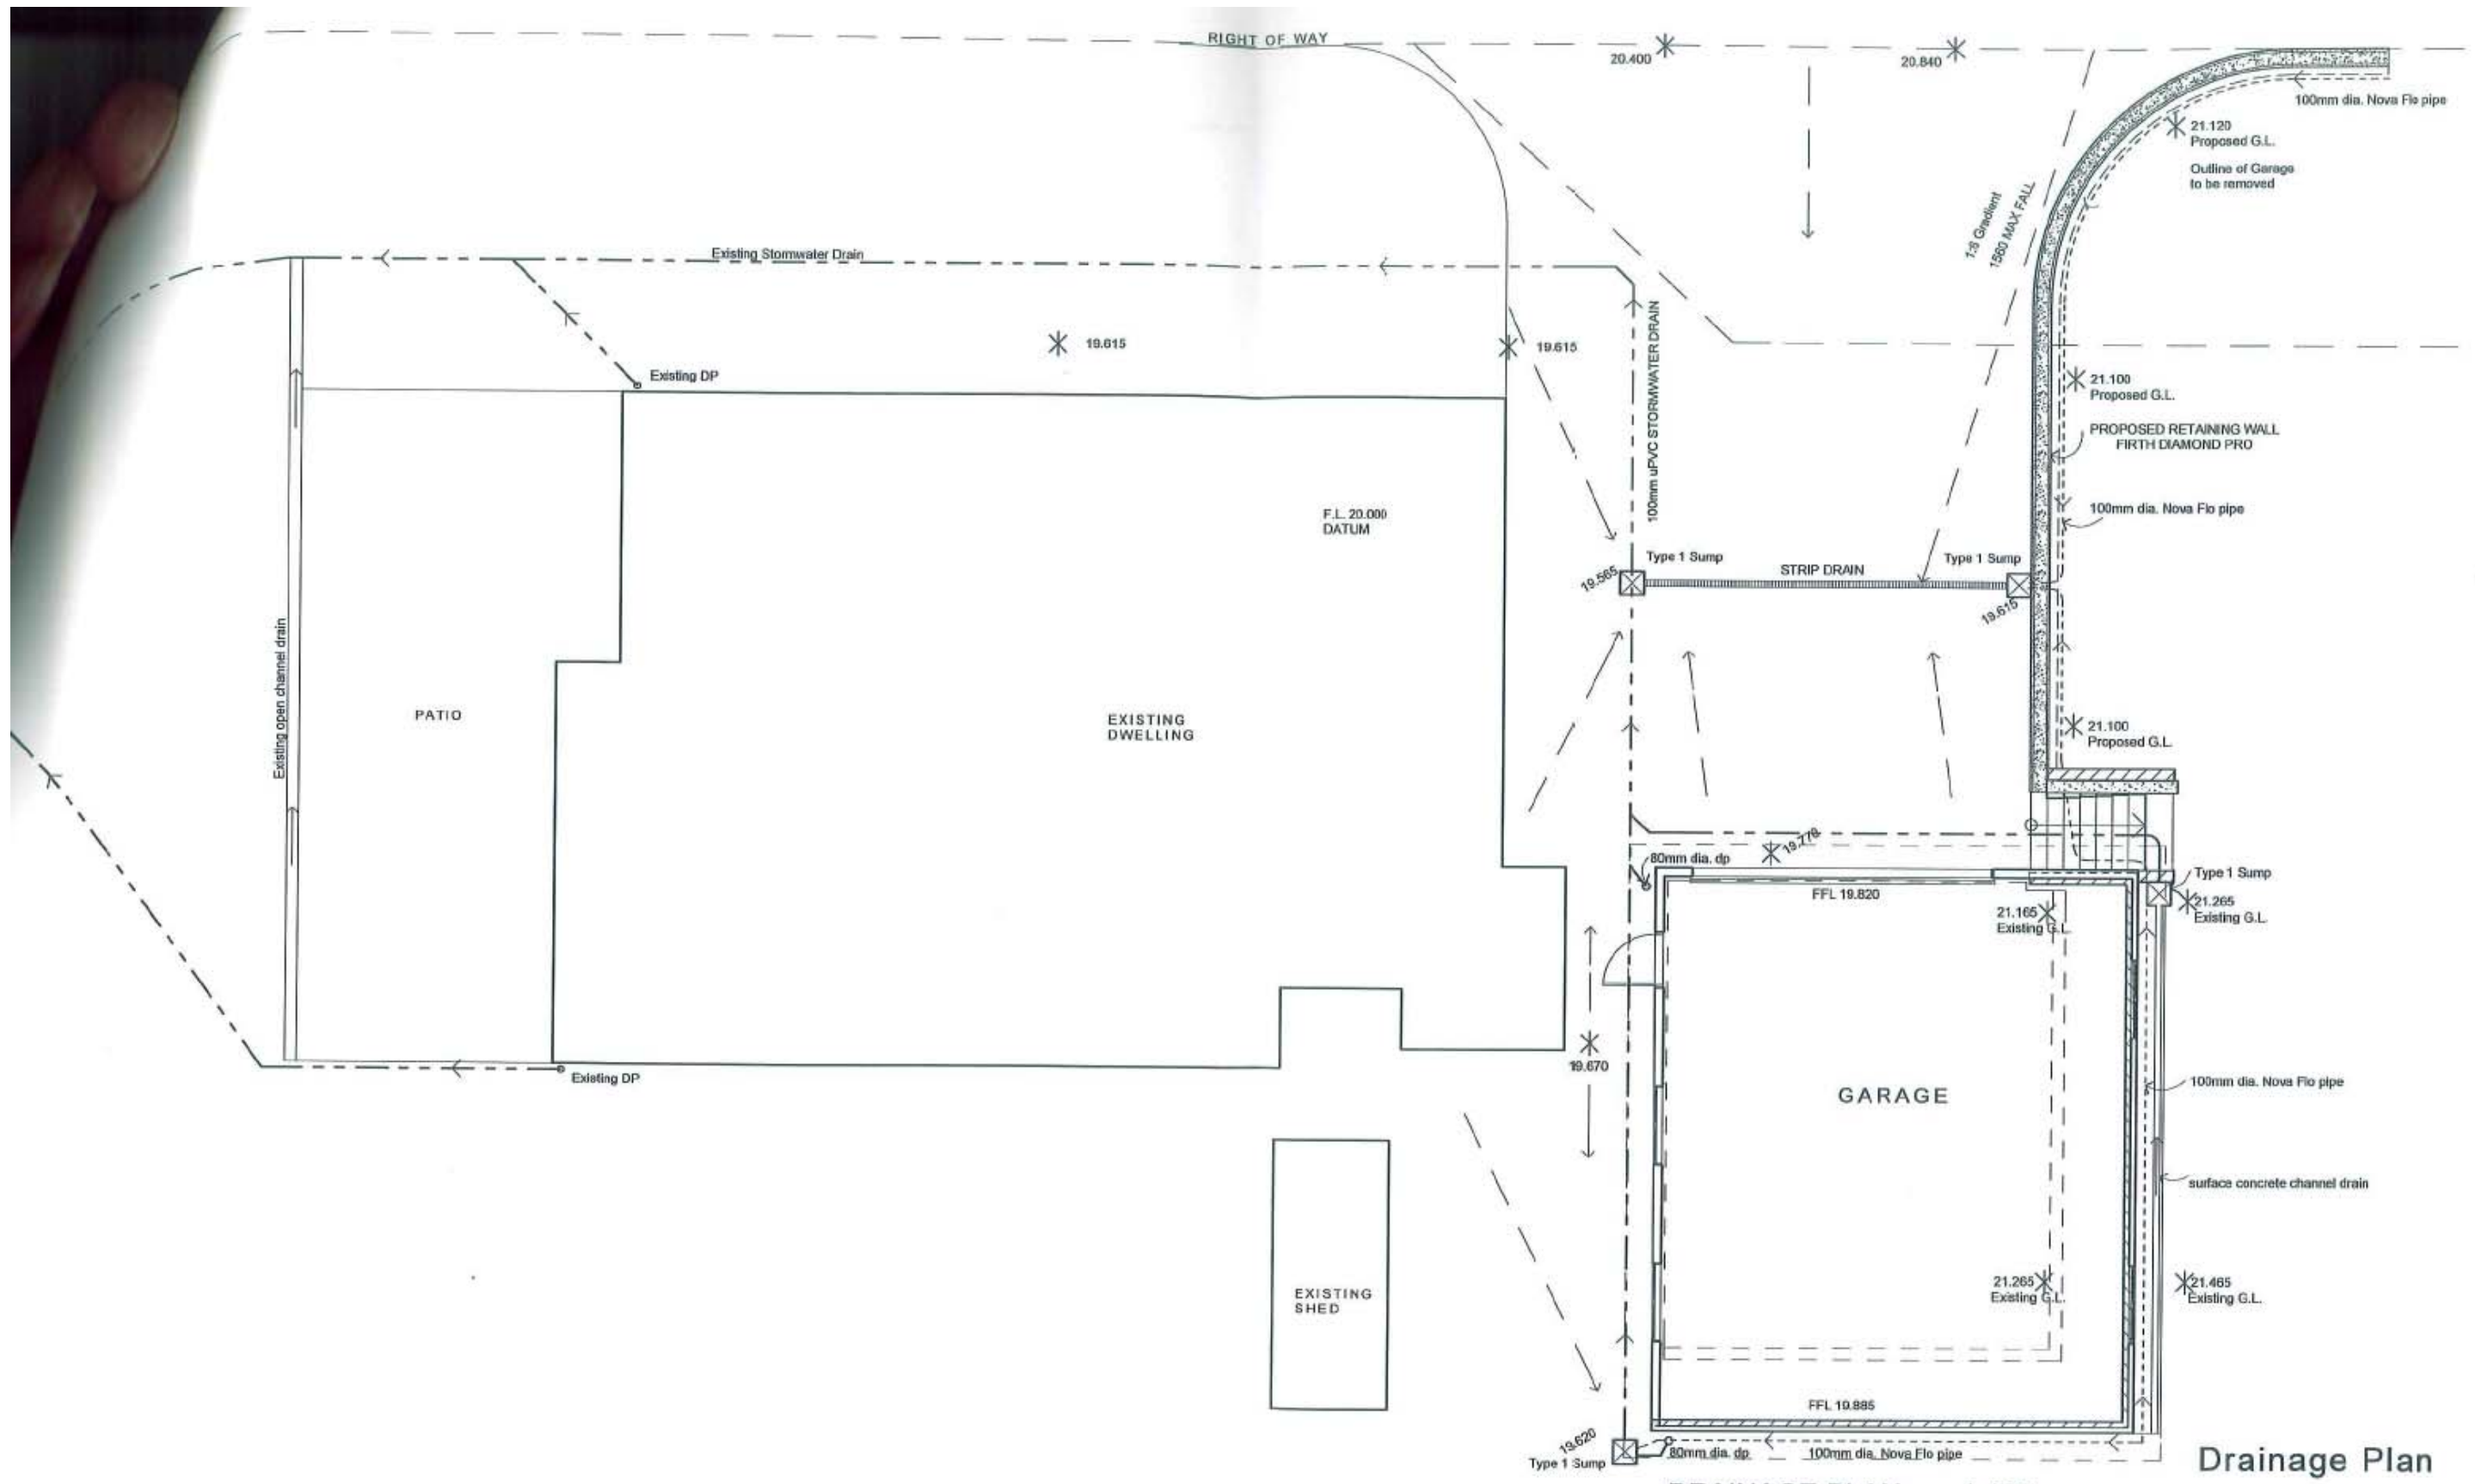 RIGHT OF WAY
20.400
20.840
100mm dia. Nova Flo pipe
21.120
Proposed G.L.
Outline of Garage
to be removed
1:6 Gradient
1560 MAX FALL
Existing Stormwater Drain
100mm uPVC STORMWATER DRAIN
19.615
19.615
Existing DP
21.100
Proposed G.L.
PROPOSED RETAINING WALL
FIRTH DIAMOND PRO
100mm dia. Nova Flo pipe
F.L. 20.000
DATUM
Type 1 Sump
19.565
STRIP DRAIN
Type 1 Sump
19.615
Existing open channel drain
PATIO
EXISTING
DWELLING
21.100
Proposed G.L.
19.770
80mm dia. dp
FFL 19.820
Type 1 Sump
21.265
Existing G.L.
21.165
Existing G.L.
19.670
Existing DP
GARAGE
100mm dia. Nova Flo pipe
surface concrete channel drain
EXISTING
SHED
21.265
Existing G.L.
21.465
Existing G.L.
FFL 19.885
19.620
Type 1 Sump
80mm dia. dp
100mm dia. Nova Flo pipe
Drainage Plan